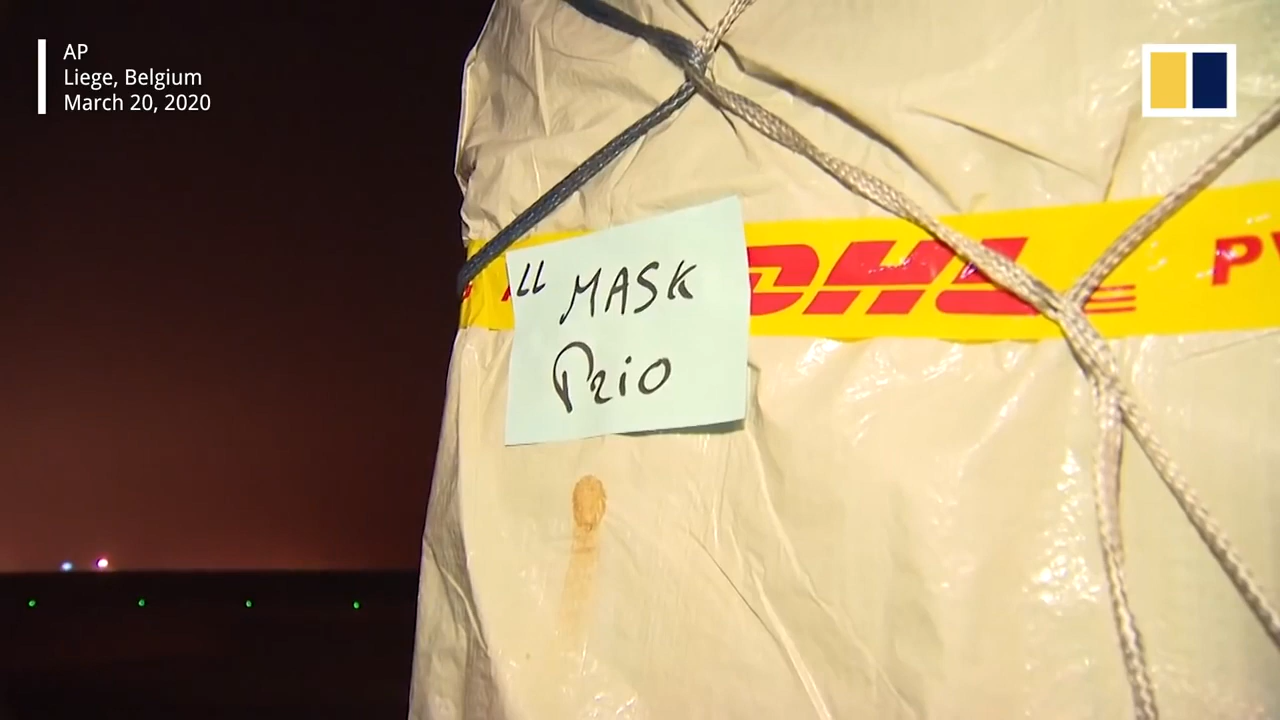 AP
Liege, Belgium
March 20, 2020
LL MASK
Prio
DHL